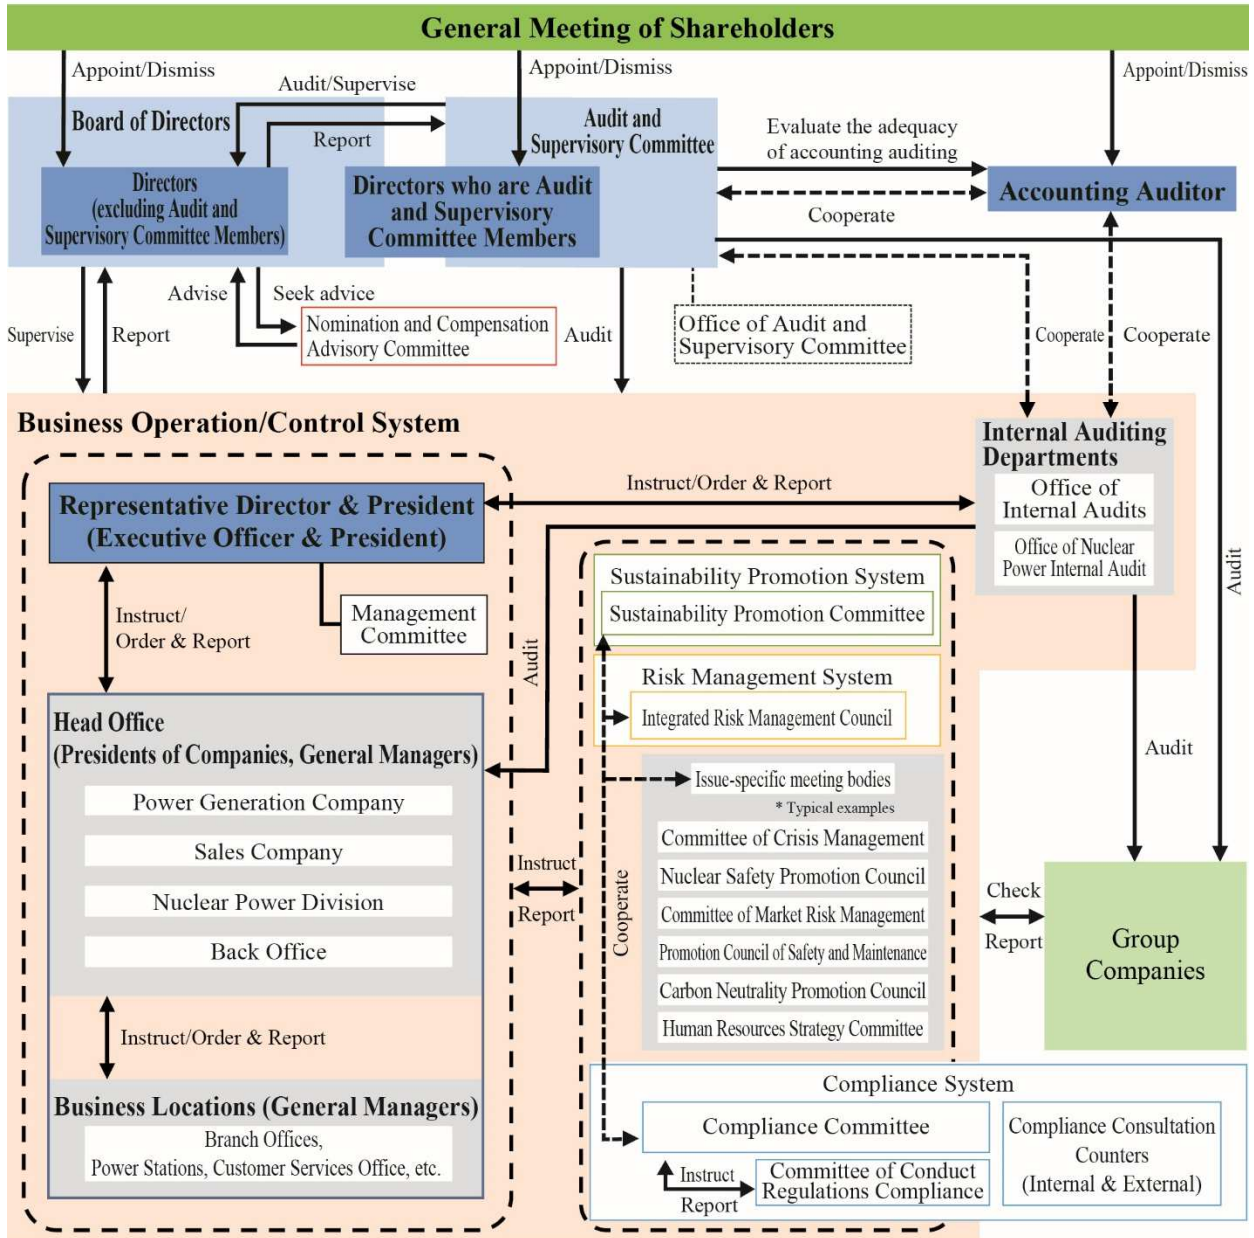 General Meeting of Shareholders
Appoint/Dismiss
Audit/Supervise
Appoint/Dismiss
Appoint/Dismiss
Board of Directors
Report
Audit and
Supervisory Committee
Evaluate the adequacy
of accounting auditing
Directors
(excluding Audit and
Supervisory Committee Members)
Directors who are Audit
and Supervisory
Committee Members
Accounting Auditor
Cooperate
Supervise
Report
Advise
Seek advice
Nomination and Compensation
Advisory Committee
Audit
Office of Audit and
Supervisory Committee
Cooperate
Cooperate
Business Operation/Control System
Internal Auditing
Departments
Office of
Internal Audits
Office of Nuclear
Power Internal Audit
Representative Director & President
(Executive Officer & President)
Instruct/Order & Report
Audit
Instruct/
Order & Report
Management
Committee
Audit
Sustainability Promotion System
Sustainability Promotion Committee
Risk Management System
Integrated Risk Management Council
Head Office
(Presidents of Companies, General Managers)
Power Generation Company
Sales Company
Nuclear Power Division
Back Office
Audit
Issue-specific meeting bodies
* Typical examples
Committee of Crisis Management
Nuclear Safety Promotion Council
Committee of Market Risk Management
Promotion Council of Safety and Maintenance
Carbon Neutrality Promotion Council
Human Resources Strategy Committee
Instruct
Report
Cooperate
Check
Report
Group
Companies
Instruct/Order & Report
Business Locations (General Managers)
Branch Offices,
Power Stations, Customer Services Office, etc.
Compliance System
Compliance Committee
Instruct
Report
Committee of Conduct
Regulations Compliance
Compliance Consultation
Counters
(Internal & External)